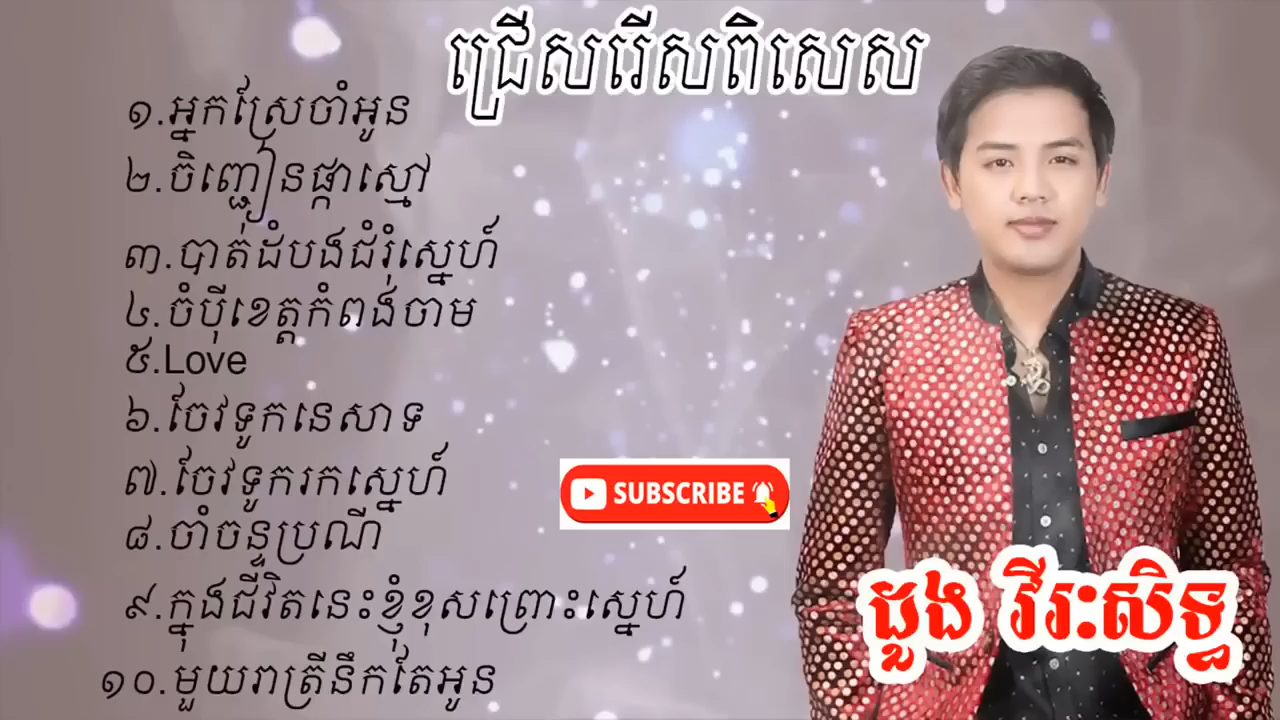 ជ្រើសរើសពិសេស
១.អ្នកស្រែចាំអូន
២.ចិញ្ជៀនផ្កាស្មៅ
៣.បាត់ដំបងជំរុំស្នេហ៍
៤.ចំប៉ីខេត្តកំពង់ចាម
៥.Love
៦.ចែវទូកនេសាទ
៧.ចែវទូករកស្នេហ៍
៨.ចាំចន្ទប្រណី
៩.ក្នុងជីវិតនេះខ្ញុំខុសព្រោះស្នេហ៍
១០.មួយរាត្រីនឹកតែអូន
SUBSCRIBE
ដួង វីរៈសិទ្ធ